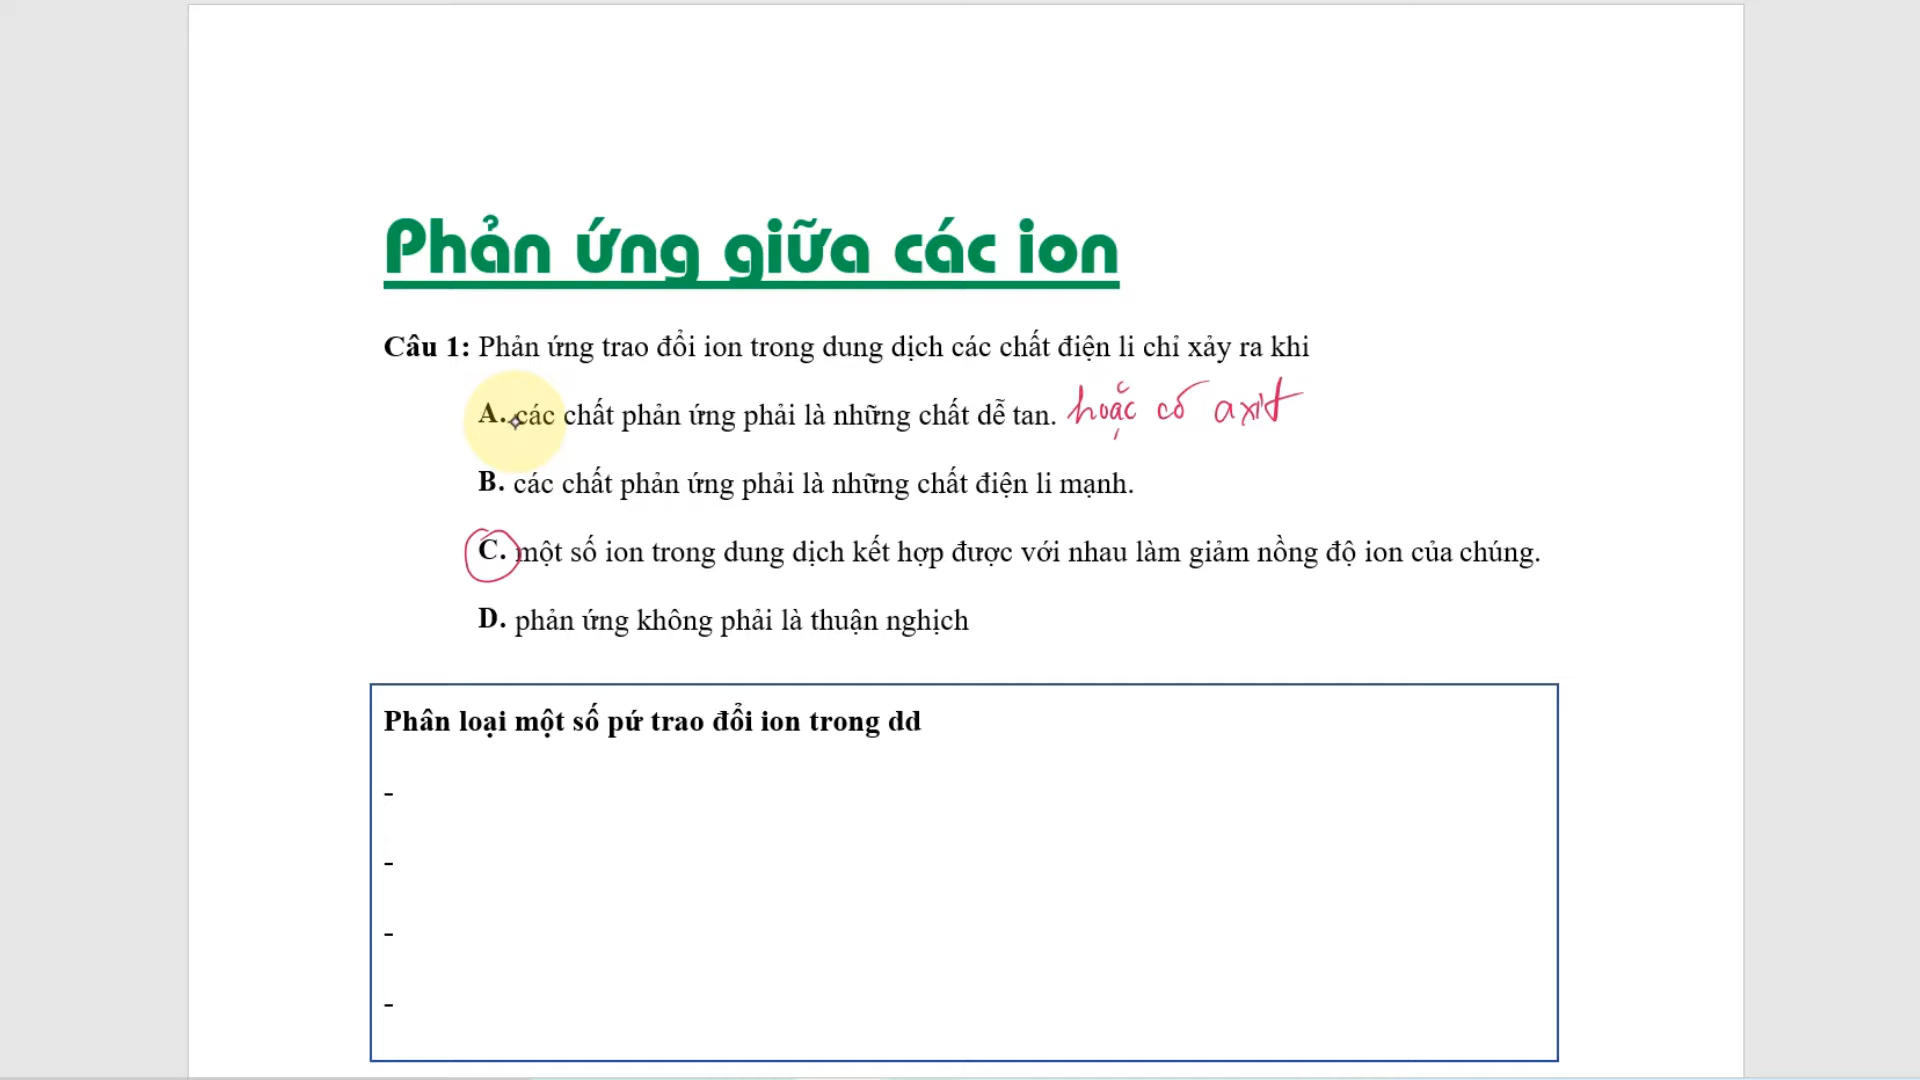 Phản ứng giữa các ion
Câu 1: Phản ứng trao đổi ion trong dung dịch các chất điện li chỉ xảy ra khi
A. các chất phản ứng phải là những chất dễ tan. hoặc có axit
B. các chất phản ứng phải là những chất điện li mạnh.
C. một số ion trong dung dịch kết hợp được với nhau làm giảm nồng độ ion của chúng.
D. phản ứng không phải là thuận nghịch
Phân loại một số pứ trao đổi ion trong dd
-
-
-
-